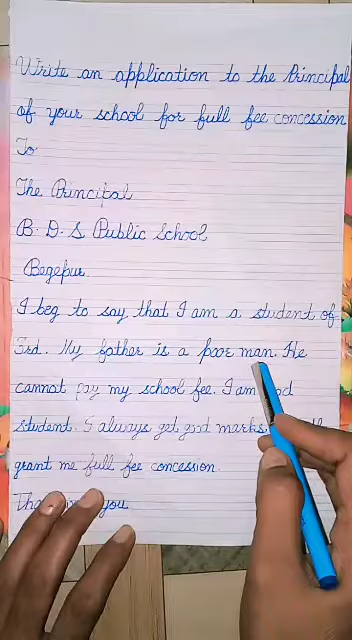 Write an application to the Principal
of your school for full fee concession
To
The Principal
B. D. S Public School
Begepur.
I beg to say that I am a student of
3rd. My father is a poor man. He
cannot pay my school fee. I am
student. I always get good marks
grant me full fee concession.
you